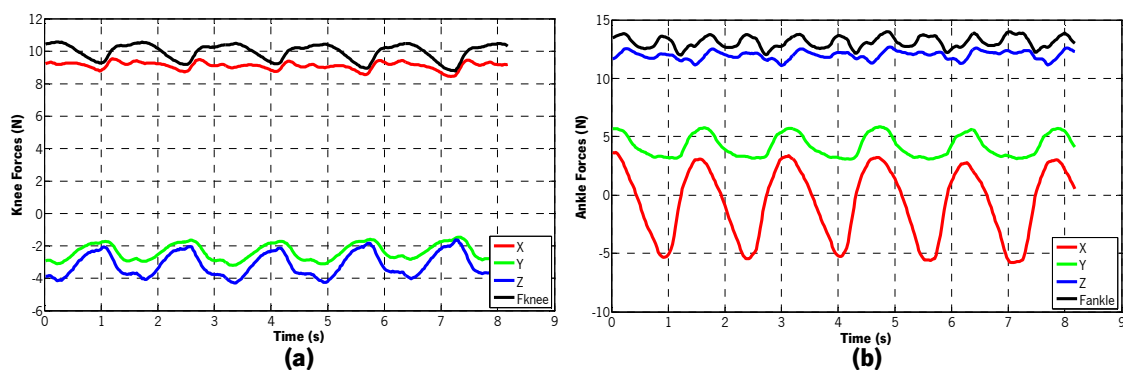 Knee Forces (N)
12
10
8
6
4
2
0
-2
-4
-6
0 1 2 3 4 5 6 7 8 9
Time (s)
X
Y
Z
Fknee
(a)
Ankle Forces (N)
15
10
5
0
-5
-10
0 1 2 3 4 5 6 7 8 9
Time (s)
X
Y
Z
Fankle
(b)